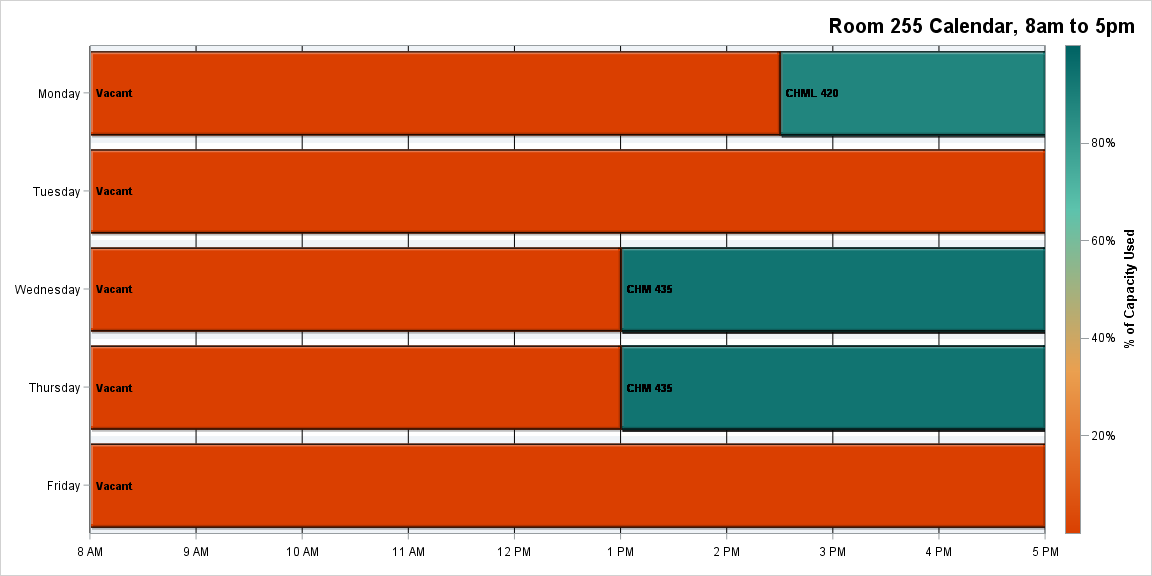 Room 255 Calendar, 8am to 5pm
Monday
Vacant
CHML 420
Tuesday
Vacant
Wednesday
Vacant
CHM 435
Thursday
Vacant
CHM 435
Friday
Vacant
8 AM 9 AM 10 AM 11 AM 12 PM 1 PM 2 PM 3 PM 4 PM 5 PM
80%
60%
40%
20%
% of Capacity Used